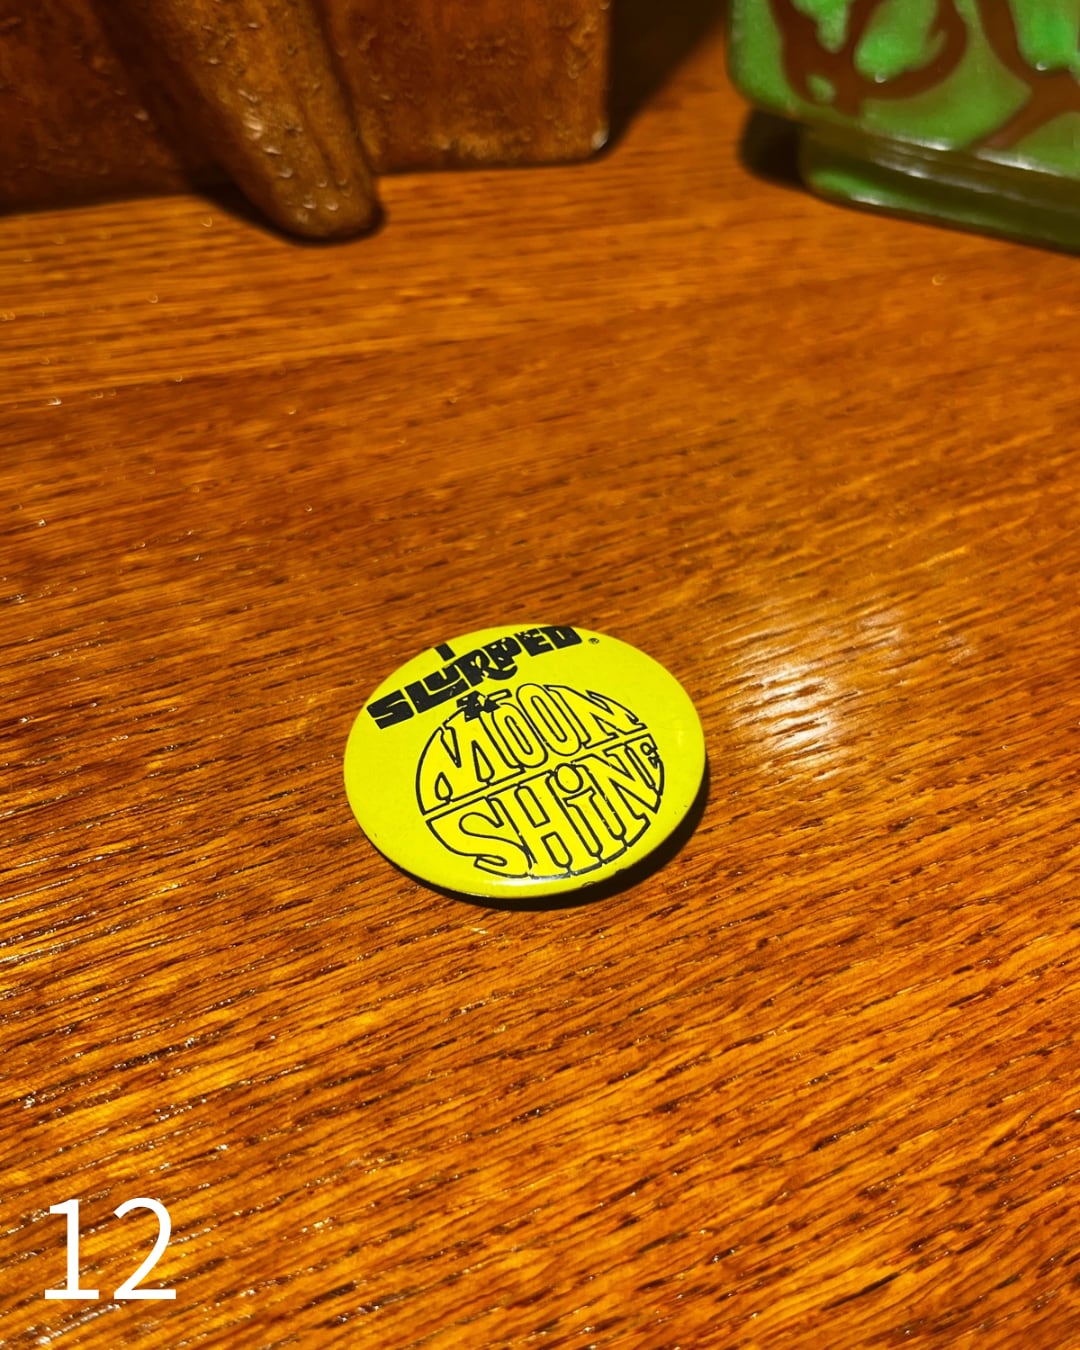 I
SLURPED
MOON
SHINE
12